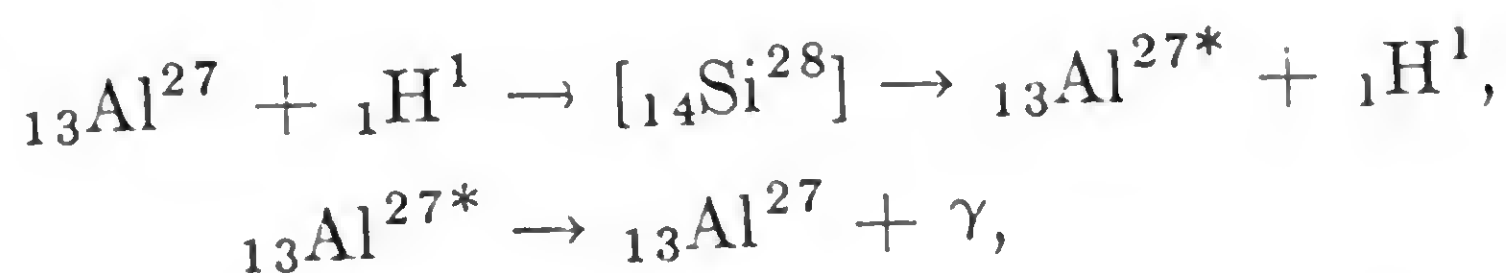 ₁₃Al²⁷ + ₁H¹ → [₁₄Si²⁸] → ₁₃Al²⁷* + ₁H¹,
₁₃Al²⁷* → ₁₃Al²⁷ + γ,